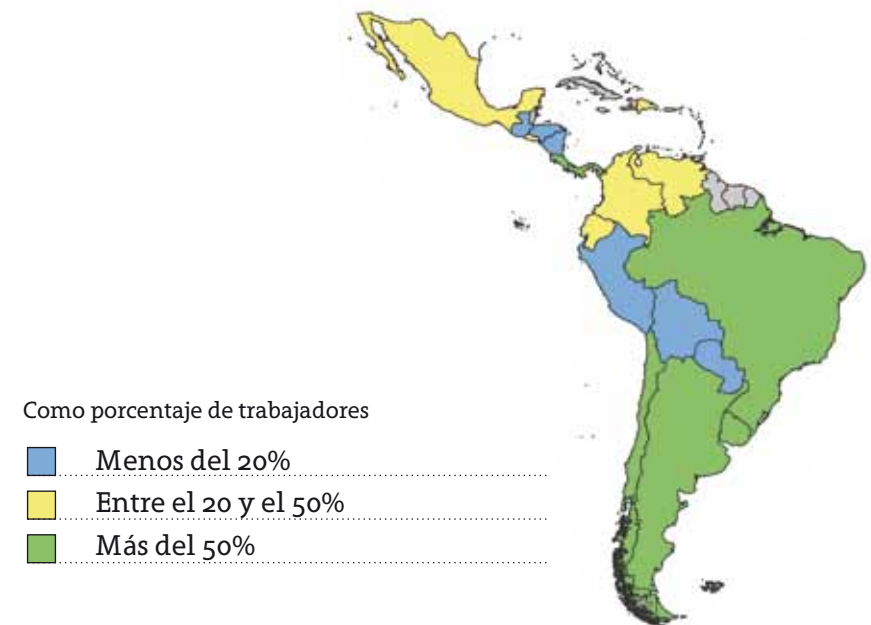 Como porcentaje de trabajadores
Menos del 20%
Entre el 20 y el 50%
Más del 50%